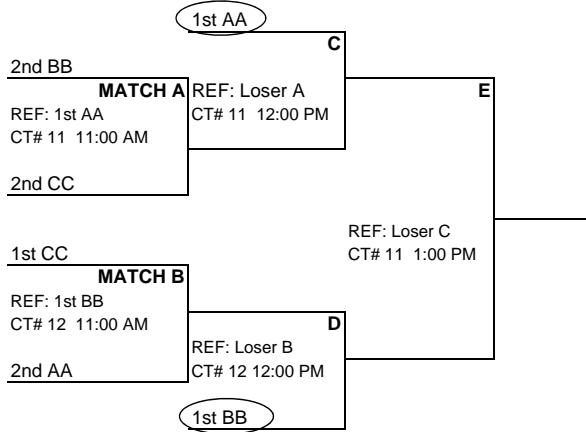 1st AA
C
2nd BB
MATCH A
REF: Loser A
E
REF: 1st AA
CT# 11 12:00 PM
CT# 11 11:00 AM
2nd CC
REF: Loser C
1st CC
CT# 11 1:00 PM
MATCH B
REF: 1st BB
CT# 12 11:00 AM
D
REF: Loser B
2nd AA
CT# 12 12:00 PM
1st BB